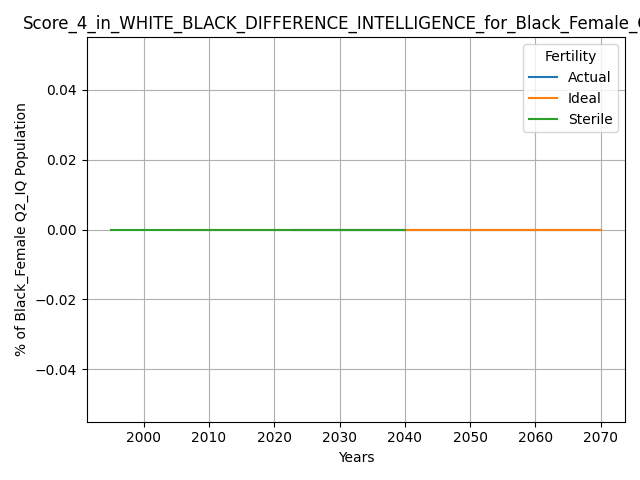 Score_4_in_WHITE_BLACK_DIFFERENCE_INTELLIGENCE_for_Black_Female_
Fertility
Actual
Ideal
Sterile
% of Black_Female Q2_IQ Population
0.04
0.02
0.00
−0.02
−0.04
2000 2010 2020 2030 2040 2050 2060 2070
Years